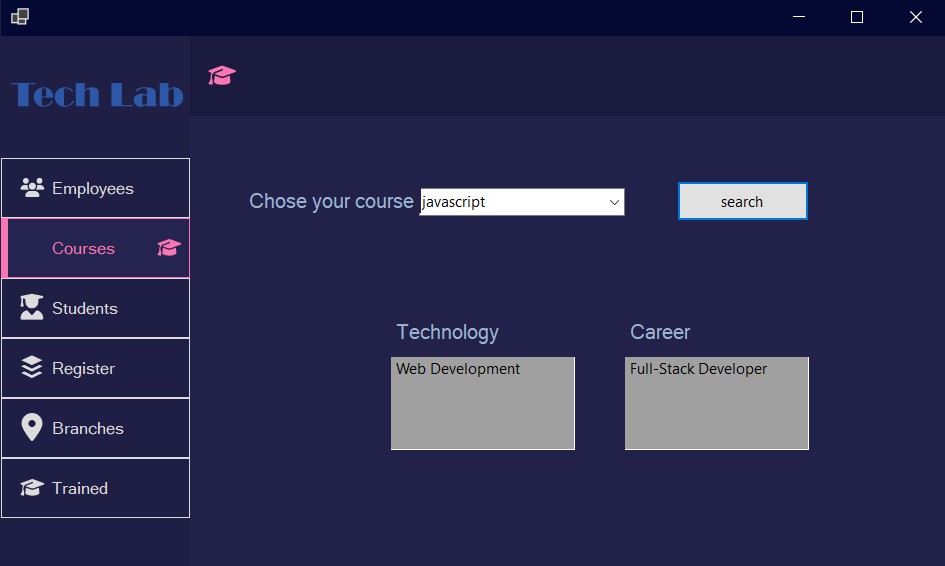 Tech Lab
Employees
Courses
Students
Register
Branches
Trained
Chose your course javascript search
Technology Career
Web Development Full-Stack Developer